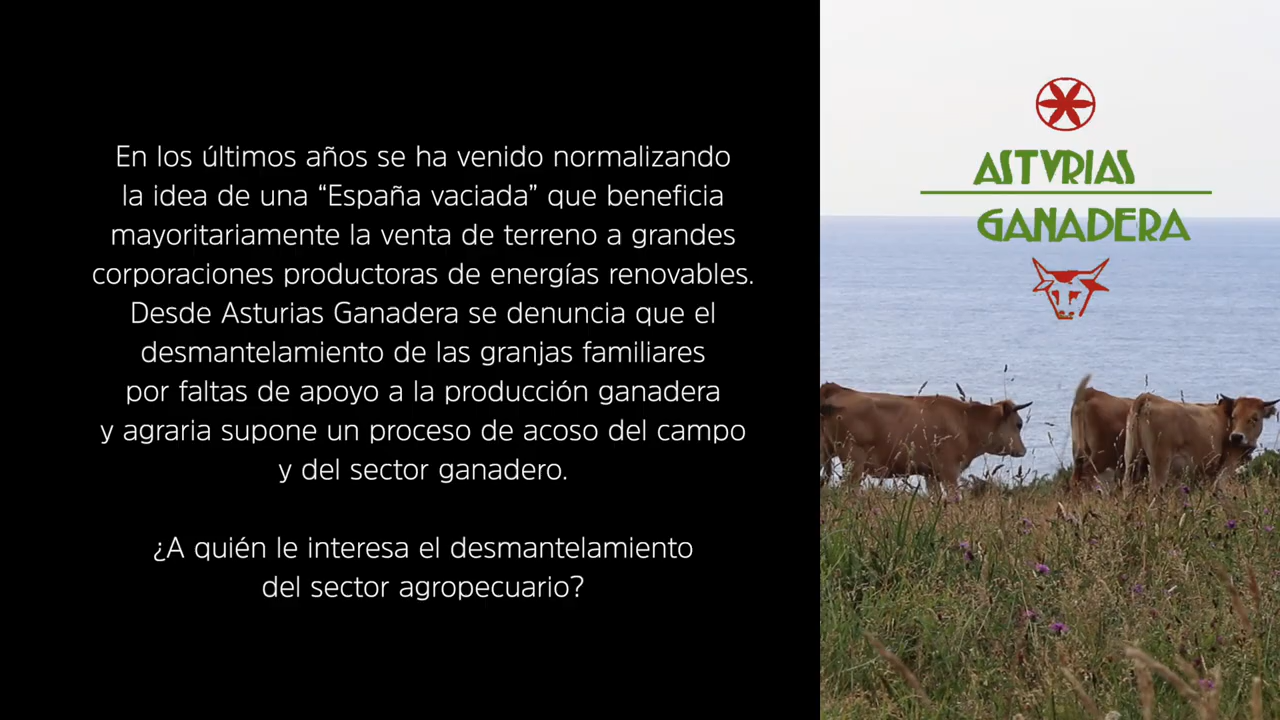 En los últimos años se ha venido normalizando
la idea de una “España vaciada” que beneficia
mayoritariamente la venta de terreno a grandes
corporaciones productoras de energías renovables.
Desde Asturias Ganadera se denuncia que el
desmantelamiento de las granjas familiares
por faltas de apoyo a la producción ganadera
y agraria supone un proceso de acoso del campo
y del sector ganadero.
¿A quién le interesa el desmantelamiento
del sector agropecuario?
ASTVRIAS
GANADERA